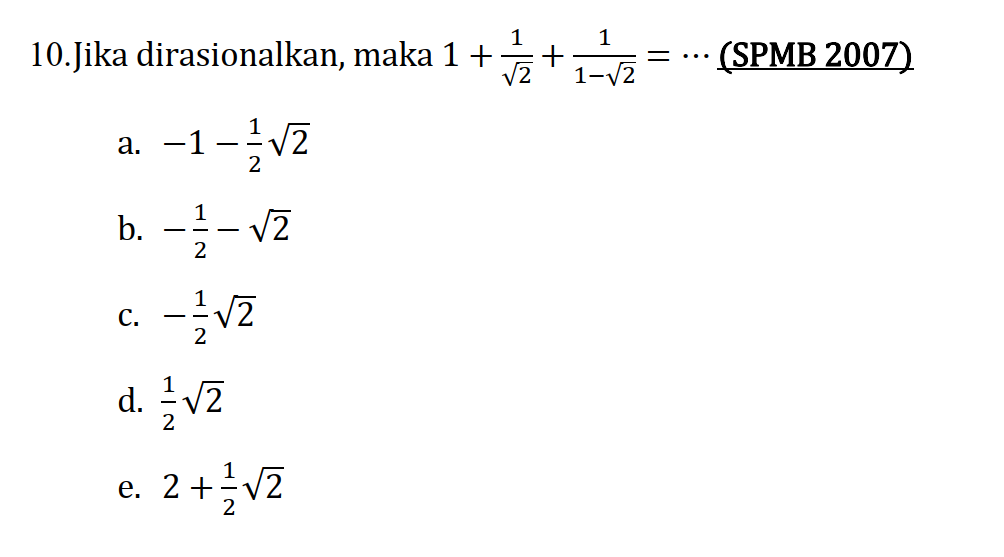 10.Jika dirasionalkan, maka 1 + \frac{1}{\sqrt{2}} + \frac{1}{1-\sqrt{2}} = ⋯ (SPMB 2007)
a. −1 − \frac{1}{2}\sqrt{2}
b. −\frac{1}{2} − \sqrt{2}
c. −\frac{1}{2}\sqrt{2}
d. \frac{1}{2}\sqrt{2}
e. 2 + \frac{1}{2}\sqrt{2}